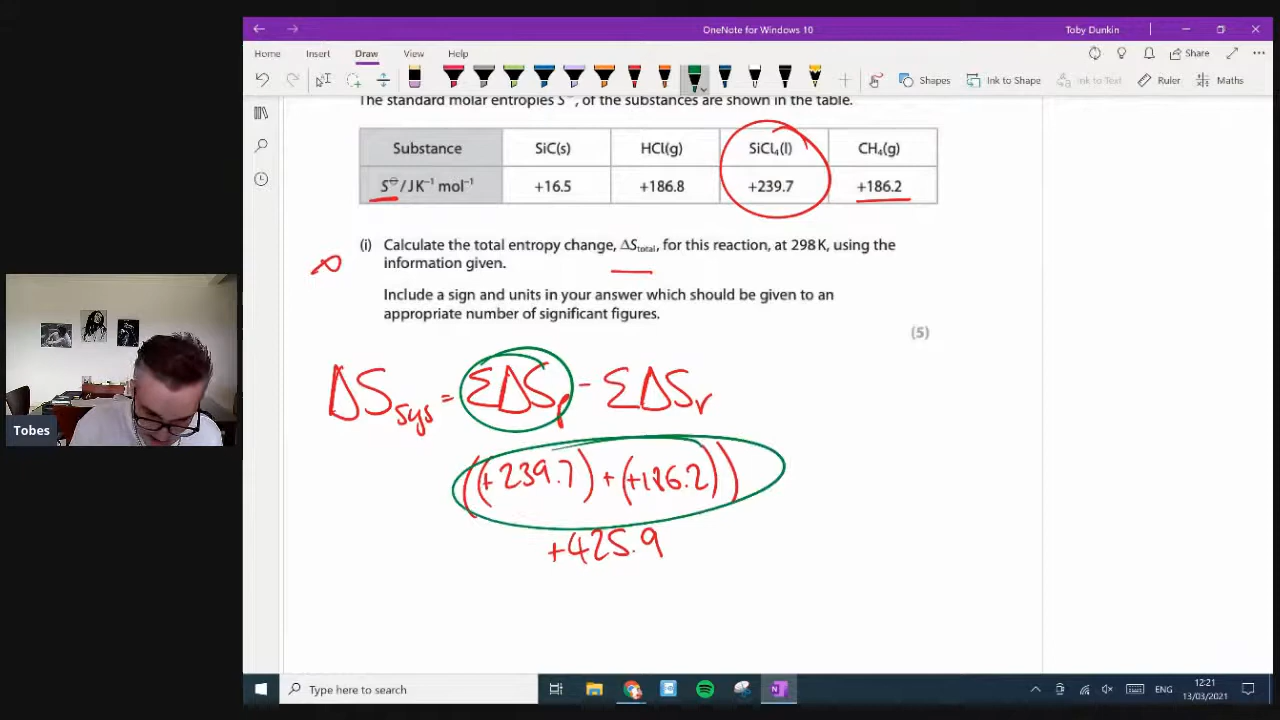 OneNote for Windows 10
Toby Dunkin
Home Insert Draw View Help
Share
Shapes Ink to Shape Ink to Text Ruler Maths
The standard molar entropies S⦵, of the substances are shown in the table.
Substance SiC(s) HCl(g) SiCl₄(l) CH₄(g)
S⦵/J K⁻¹ mol⁻¹ +16.5 +186.8 +239.7 +186.2
(i) Calculate the total entropy change, ΔStotal, for this reaction, at 298 K, using the
information given.
Include a sign and units in your answer which should be given to an
appropriate number of significant figures.
(5)
ΔSsys = ΣΔSp - ΣΔSr
((+239.7) + (+186.2))
+425.9
Tobes
Type here to search
ENG
12:21
13/03/2021